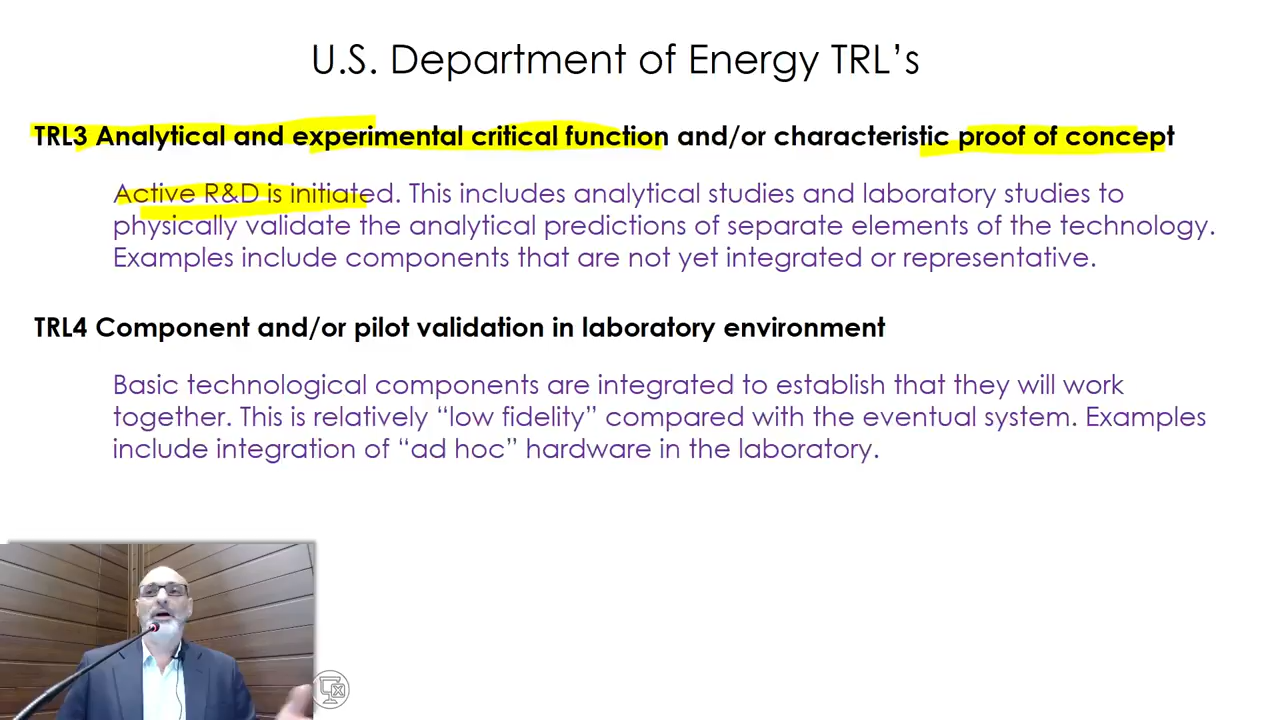 U.S. Department of Energy TRL’s
TRL3 Analytical and experimental critical function and/or characteristic proof of concept
Active R&D is initiated. This includes analytical studies and laboratory studies to
physically validate the analytical predictions of separate elements of the technology.
Examples include components that are not yet integrated or representative.
TRL4 Component and/or pilot validation in laboratory environment
Basic technological components are integrated to establish that they will work
together. This is relatively “low fidelity” compared with the eventual system. Examples
include integration of “ad hoc” hardware in the laboratory.